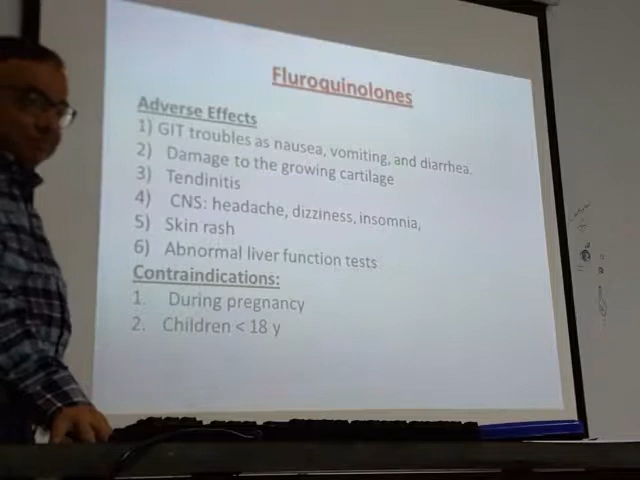 Fluroquinolones
Adverse Effects
1) GIT troubles as nausea, vomiting, and diarrhea.
2) Damage to the growing cartilage
3) Tendinitis
4) CNS: headache, dizziness, insomnia,
5) Skin rash
6) Abnormal liver function tests
Contraindications:
1. During pregnancy
2. Children < 18 y